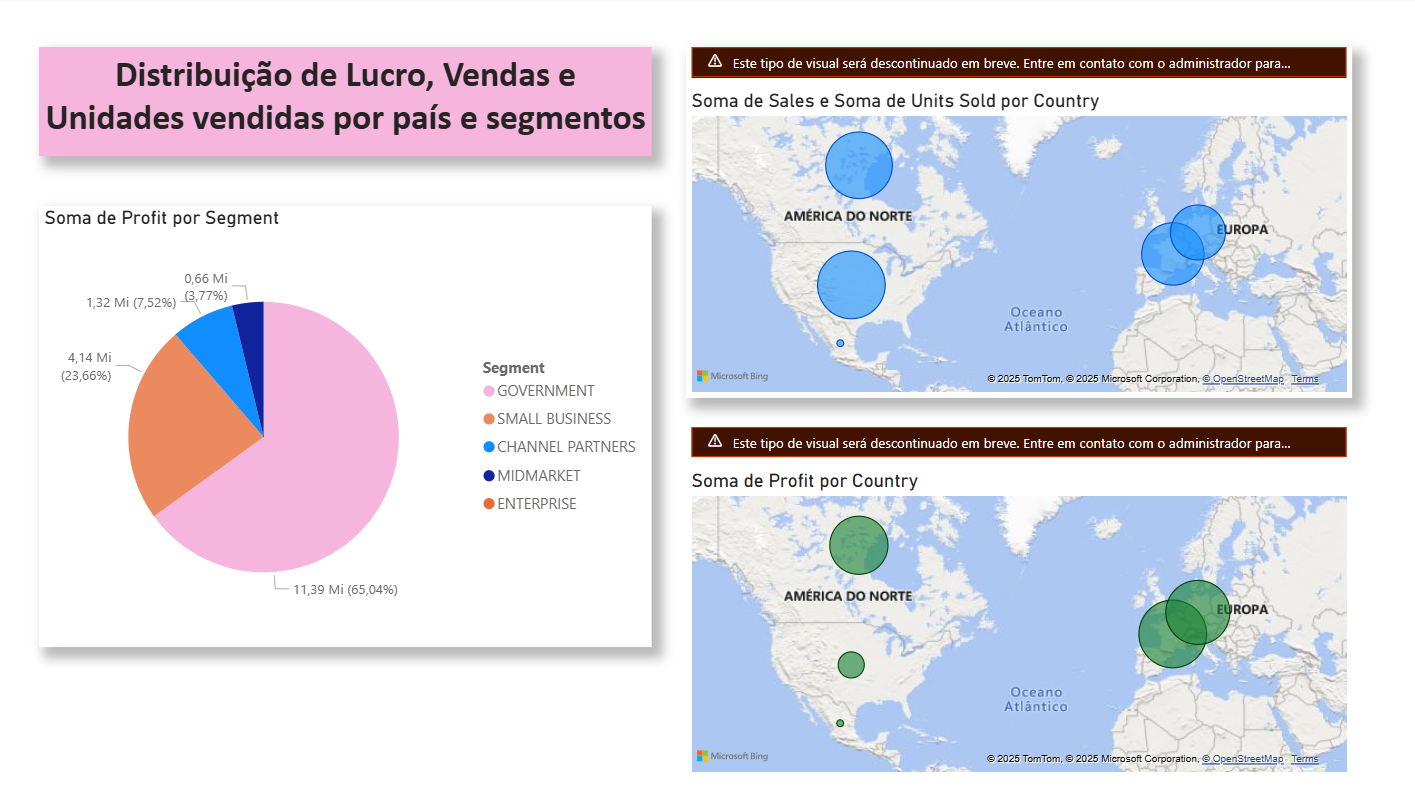 Distribuição de Lucro, Vendas e
Unidades vendidas por país e segmentos
Soma de Profit por Segment
0,66 Mi
(3,77%)
1,32 Mi (7,52%)
4,14 Mi
(23,66%)
11,39 Mi (65,04%)
Segment
GOVERNMENT
SMALL BUSINESS
CHANNEL PARTNERS
MIDMARKET
ENTERPRISE
Este tipo de visual será descontinuado em breve. Entre em contato com o administrador para...
Soma de Sales e Soma de Units Sold por Country
AMÉRICA DO NORTE
EUROPA
Oceano
Atlântico
Microsoft Bing
© 2025 TomTom, © 2025 Microsoft Corporation, © OpenStreetMap Terms
Este tipo de visual será descontinuado em breve. Entre em contato com o administrador para...
Soma de Profit por Country
AMÉRICA DO NORTE
EUROPA
Oceano
Atlântico
Microsoft Bing
© 2025 TomTom, © 2025 Microsoft Corporation, © OpenStreetMap Terms